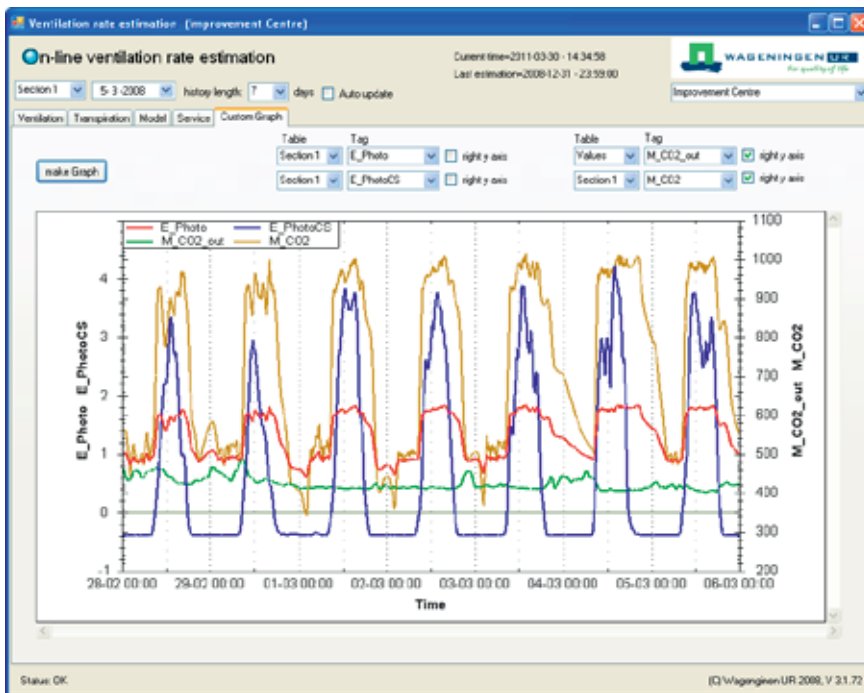 Ventilation rate estimation (Improvement Centre)
On-line ventilation rate estimation
Current time=2011-03-30 - 14:34:58
Last estimation=2008-12-31 - 23:59:00
WAGENINGEN UR
For quality of life
Section 1 5- 3 -2008 history length: 7 days Auto update
Improvement Centre
Ventilation Transpiration Model Service Custom Graph
Table Tag Table Tag
Section 1 E_Photo right y axis Values M_CO2_out right y axis
make Graph
Section 1 E_PhotoCS right y axis Section 1 M_CO2 right y axis
E_Photo E_PhotoCS
M_CO2_out M_CO2
1100
4 1000
900
3 800
2 700
600
1 500
400
0 300
-1 200
E_Photo E_PhotoCS
M_CO2_out M_CO2
28-02 00:00 29-02 00:00 01-03 00:00 02-03 00:00 03-03 00:00 04-03 00:00 05-03 00:00 06-03 00:00
Time
Status: OK
(C) Wageningen UR 2008, V 3.1.72